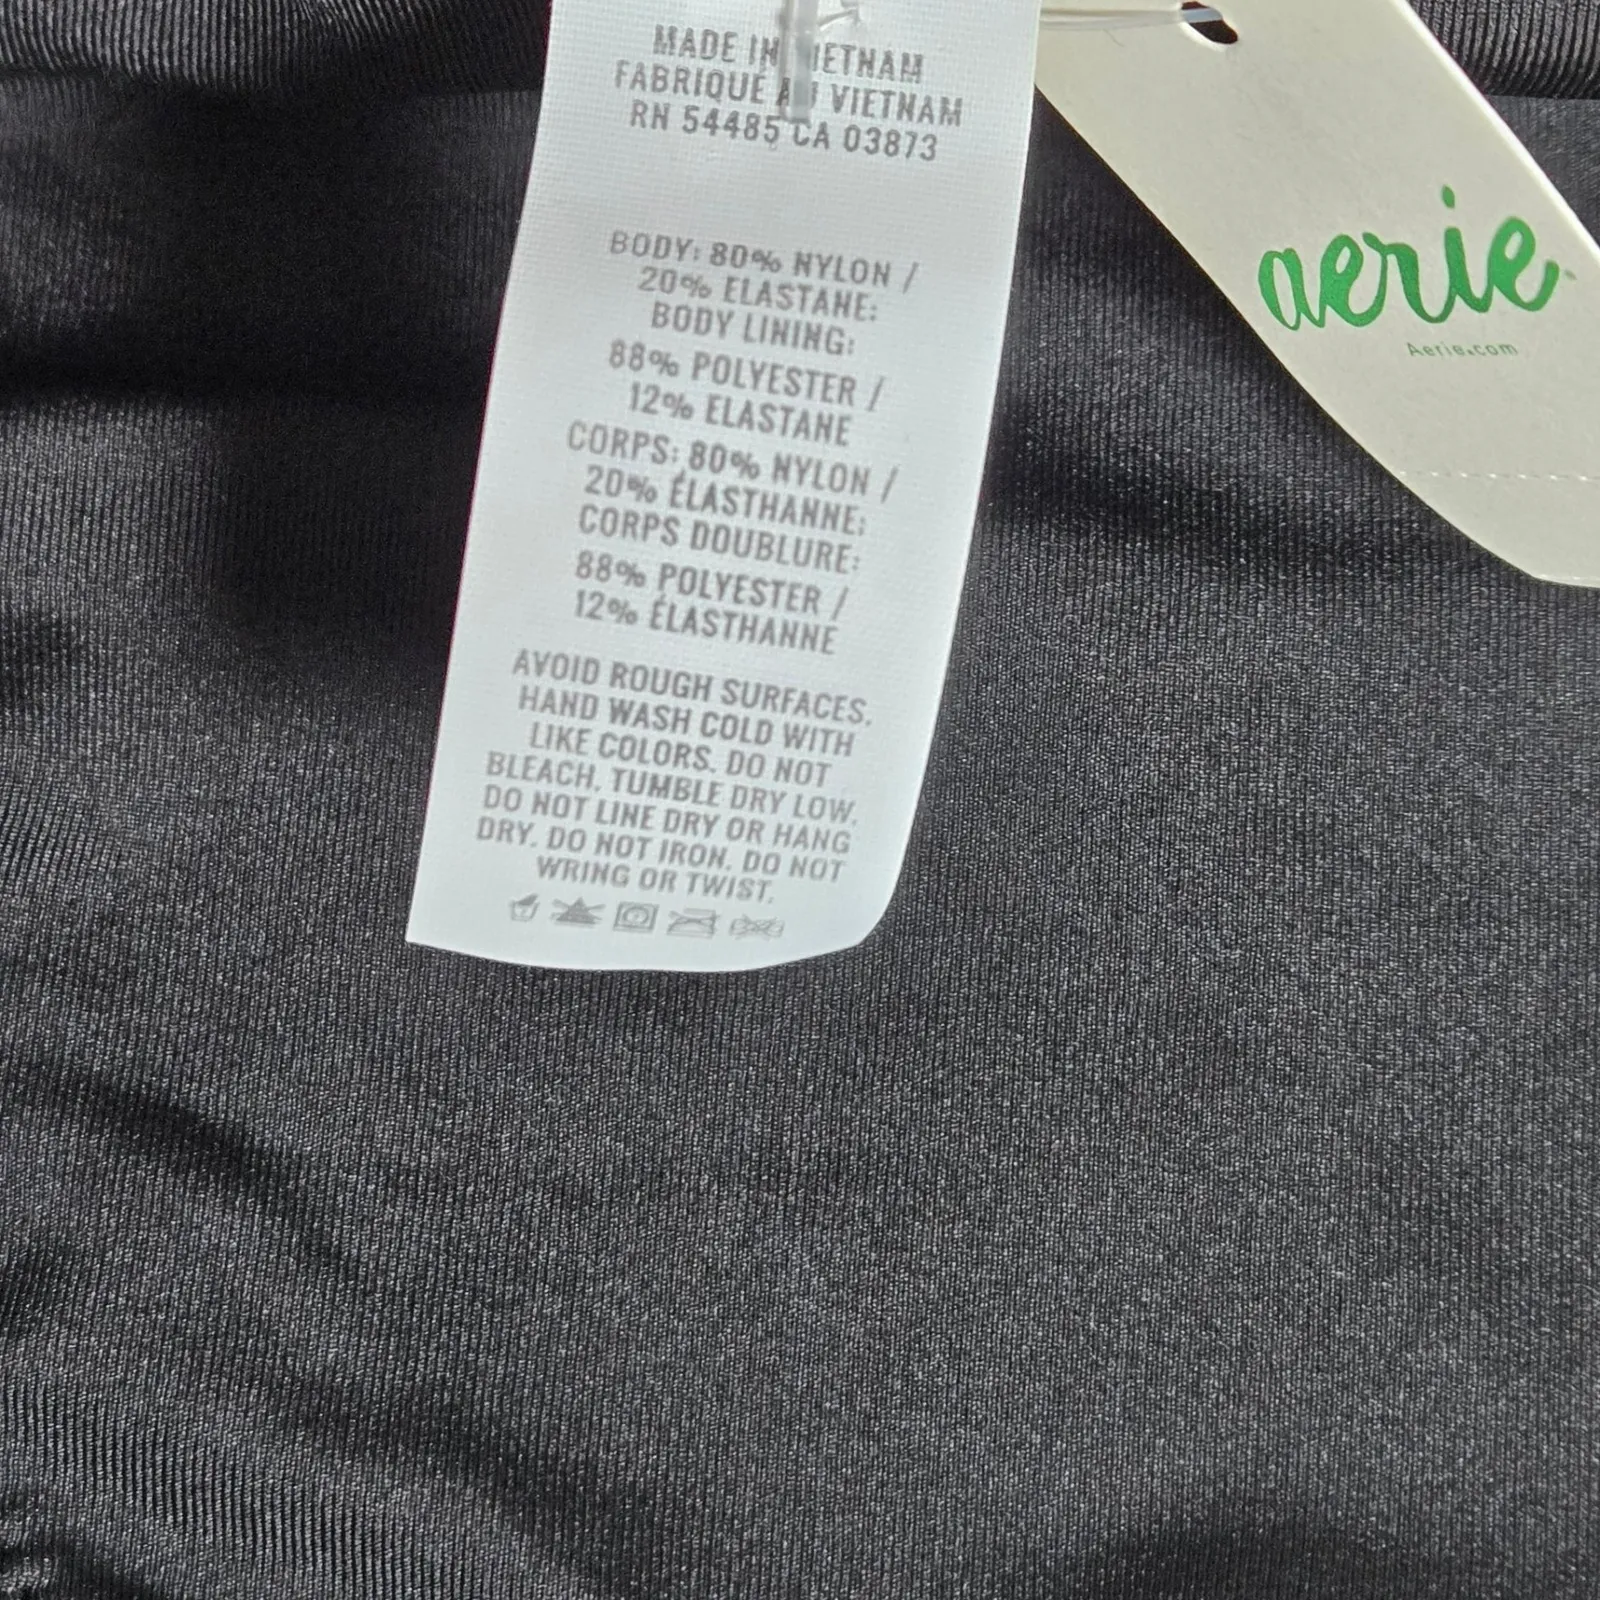 MADE IN VIETNAM
FABRIQUÉ AU VIETNAM
RN 54485 CA 03873
BODY: 80% NYLON /
20% ELASTANE:
BODY LINING:
88% POLYESTER /
12% ELASTANE
CORPS: 80% NYLON /
20% ÉLASTHANNE:
CORPS DOUBLURE:
88% POLYESTER /
12% ÉLASTHANNE
AVOID ROUGH SURFACES.
HAND WASH COLD WITH
LIKE COLORS. DO NOT
BLEACH. TUMBLE DRY LOW.
DO NOT LINE DRY OR HANG
DRY. DO NOT IRON. DO NOT
WRING OR TWIST.
aerie™
Aerie.com